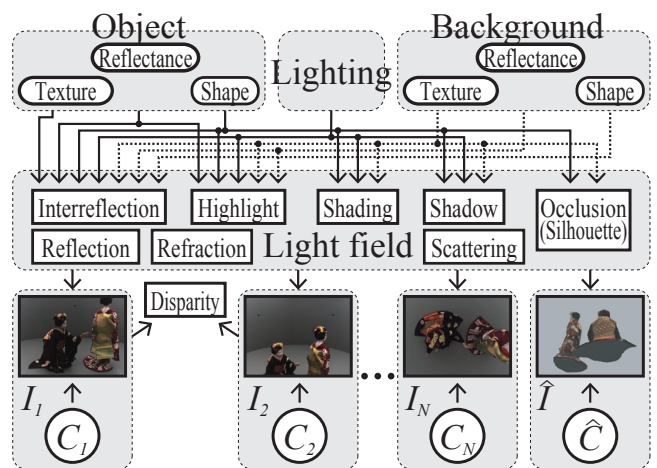 Object
Background
Reflectance
Reflectance
Lighting
Texture
Shape
Texture
Shape
Interreflection
Highlight
Shading
Shadow
Occlusion
(Silhouette)
Reflection
Refraction
Light field
Scattering
Disparity
I1
I2
IN
Î
C1
C2
CN
Ĉ